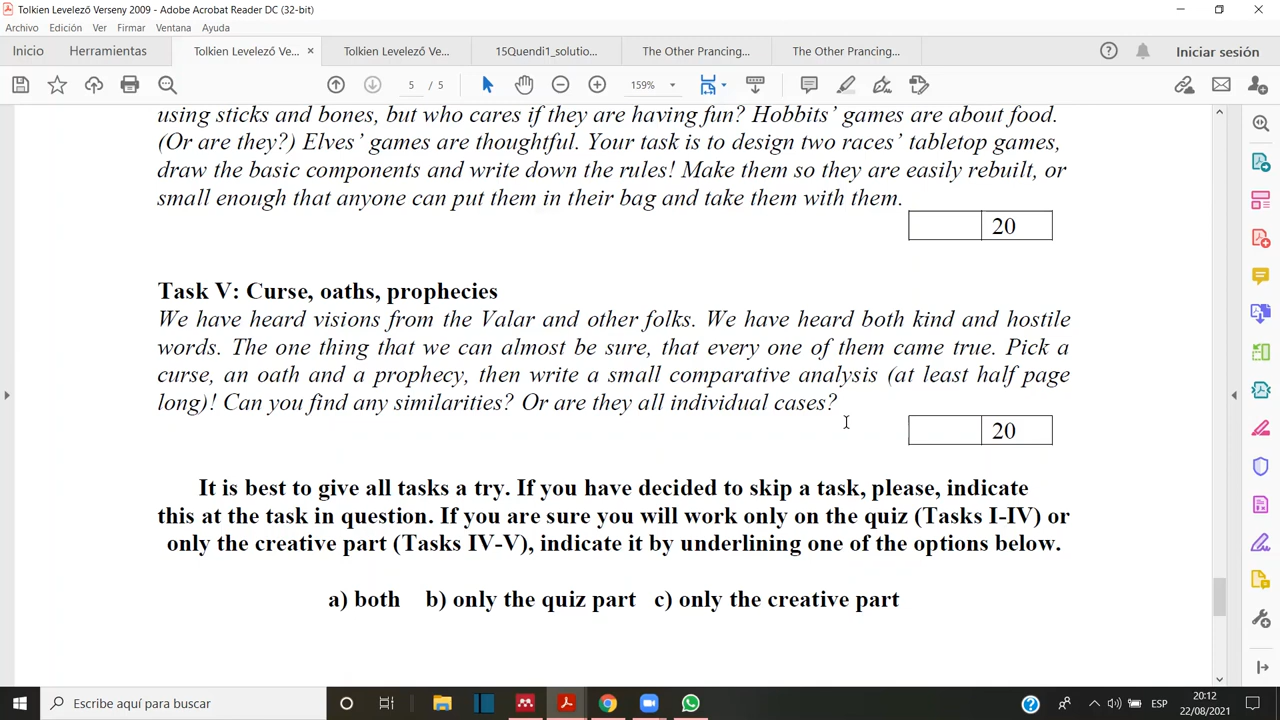 Tolkien Levelező Verseny 2009 - Adobe Acrobat Reader DC (32-bit)
Archivo Edición Ver Firmar Ventana Ayuda
Inicio Herramientas Tolkien Levelező Ve... × Tolkien Levelező Ve... 15Quendi1_solutio... The Other Prancing... The Other Prancing... Iniciar sesión
5 / 5 159%
using sticks and bones, but who cares if they are having fun? Hobbits' games are about food.
(Or are they?) Elves' games are thoughtful. Your task is to design two races' tabletop games,
draw the basic components and write down the rules! Make them so they are easily rebuilt, or
small enough that anyone can put them in their bag and take them with them.
20
Task V: Curse, oaths, prophecies
We have heard visions from the Valar and other folks. We have heard both kind and hostile
words. The one thing that we can almost be sure, that every one of them came true. Pick a
curse, an oath and a prophecy, then write a small comparative analysis (at least half page
long)! Can you find any similarities? Or are they all individual cases?
20
It is best to give all tasks a try. If you have decided to skip a task, please, indicate
this at the task in question. If you are sure you will work only on the quiz (Tasks I-IV) or
only the creative part (Tasks IV-V), indicate it by underlining one of the options below.
a) both b) only the quiz part c) only the creative part
Escribe aquí para buscar
ESP
20:12
22/08/2021